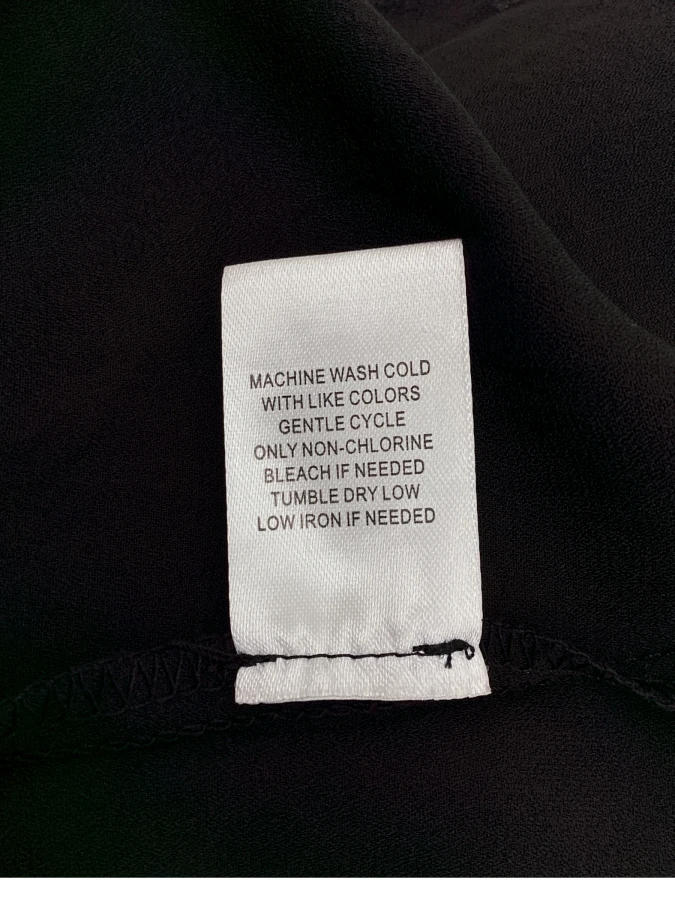 MACHINE WASH COLD
WITH LIKE COLORS
GENTLE CYCLE
ONLY NON-CHLORINE
BLEACH IF NEEDED
TUMBLE DRY LOW
LOW IRON IF NEEDED